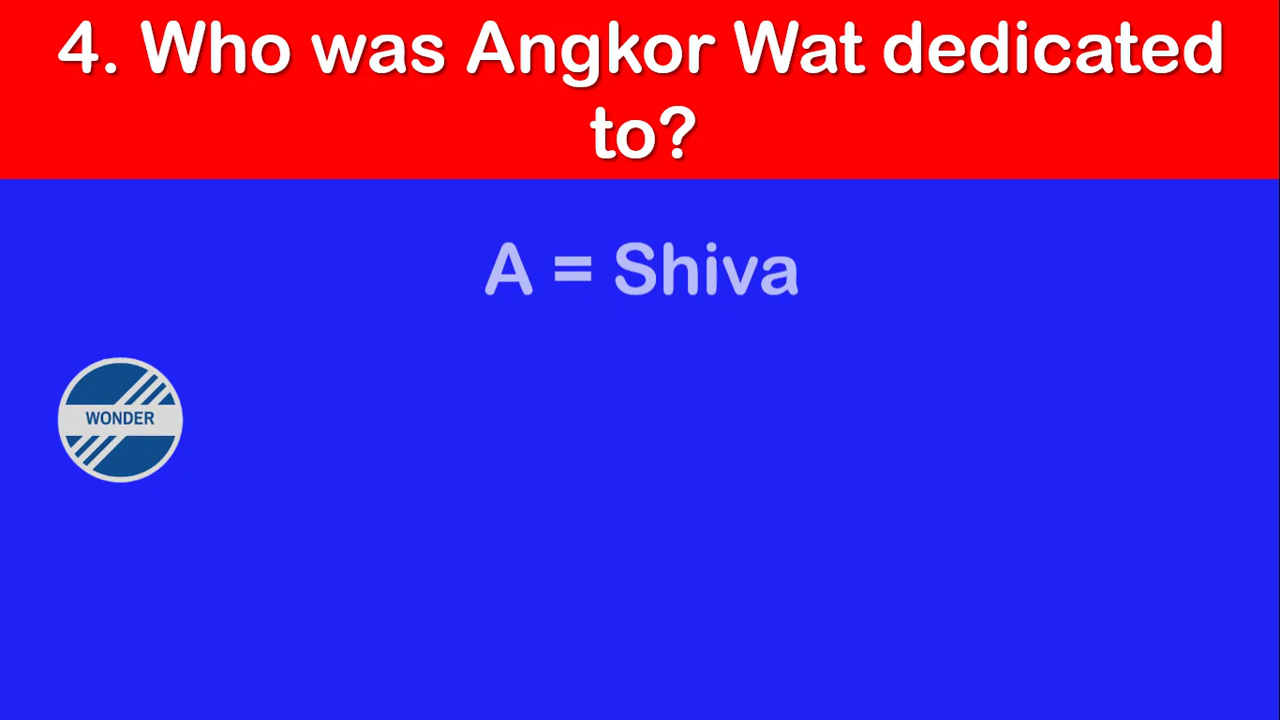 4. Who was Angkor Wat dedicated
to?
A = Shiva
WONDER